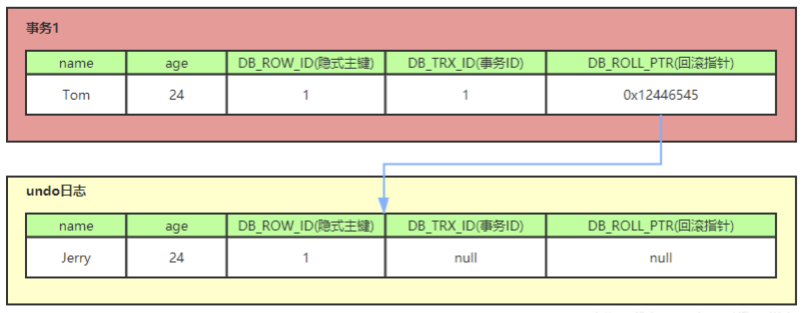 事务1
name age DB_ROW_ID(隐式主键) DB_TRX_ID(事务ID) DB_ROLL_PTR(回滚指针)
Tom 24 1 1 0x12446545
undo日志
name age DB_ROW_ID(隐式主键) DB_TRX_ID(事务ID) DB_ROLL_PTR(回滚指针)
Jerry 24 1 null null